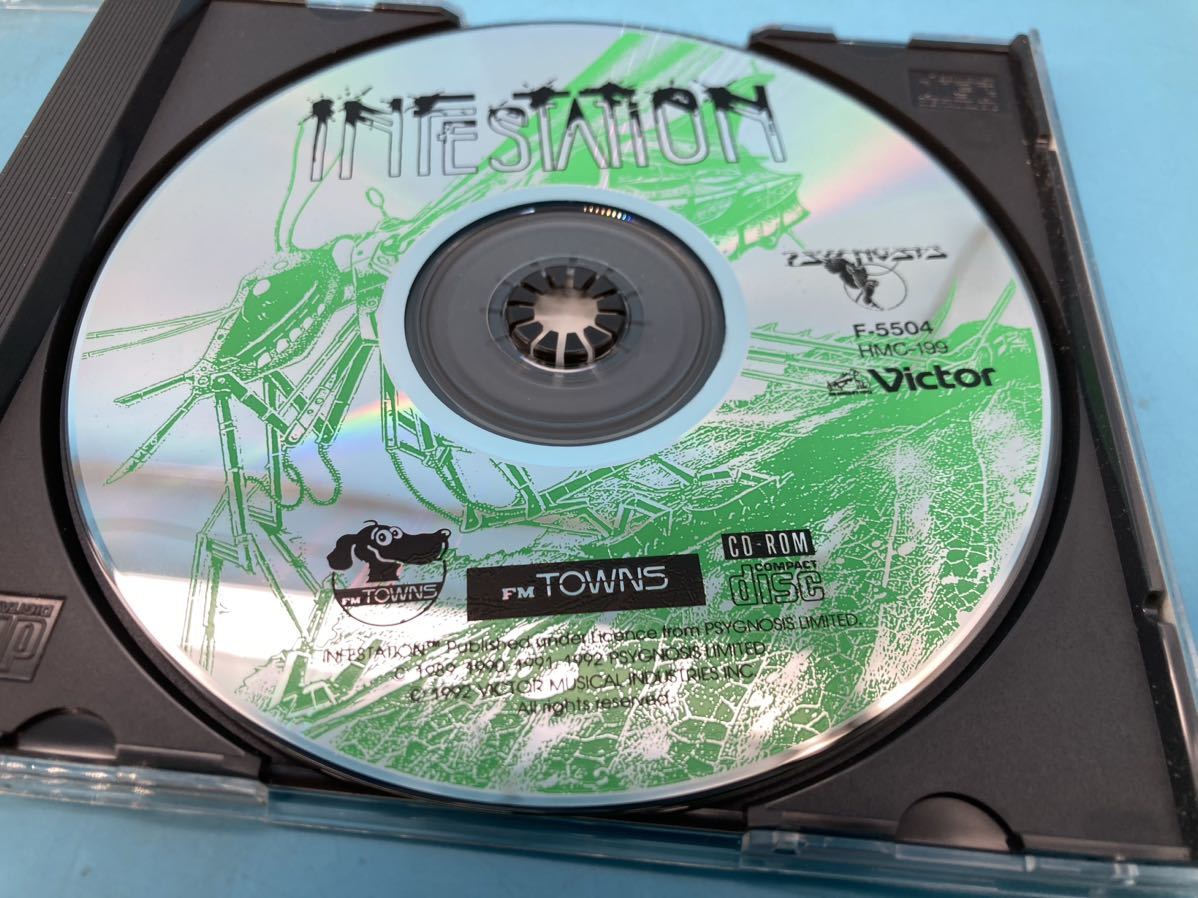 INFESTATION
PSYGNOSIS
F-5504
HMC-199
Victor
CD-ROM
COMPACT
disc
FM TOWNS
FM TOWNS
INFESTATION™ Published under licence from PSYGNOSIS LIMITED.
© 1989, 1990, 1991, 1992 PSYGNOSIS LIMITED.
© 1992 VICTOR MUSICAL INDUSTRIES, INC.
All rights reserved.